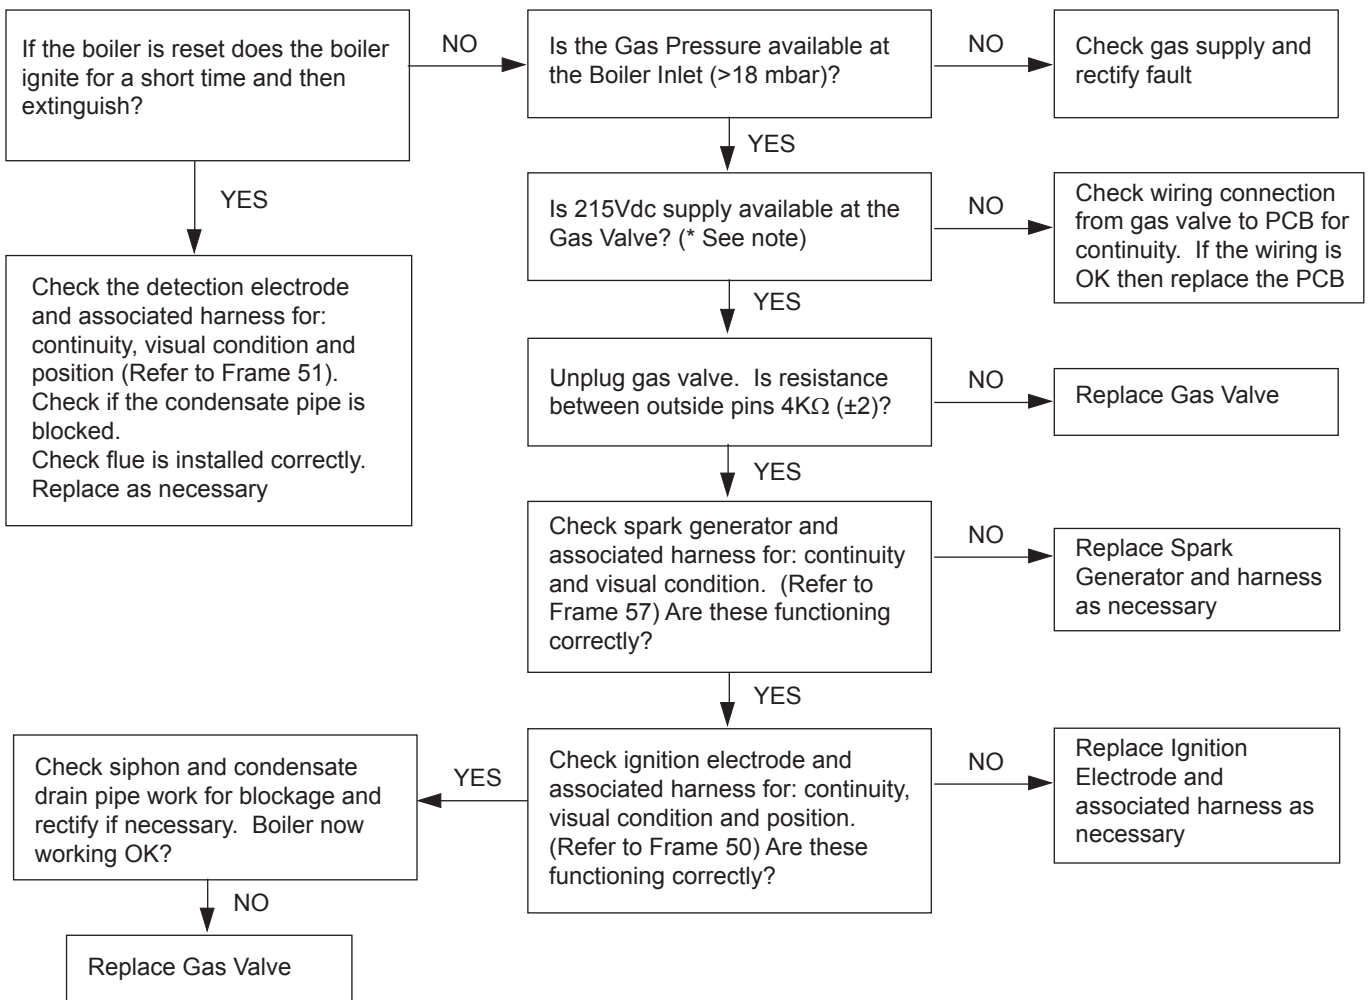 If the boiler is reset does the boiler
ignite for a short time and then
extinguish?
NO
Is the Gas Pressure available at
the Boiler Inlet (>18 mbar)?
NO
Check gas supply and
rectify fault
YES
YES
Check the detection electrode
and associated harness for:
continuity, visual condition and
position (Refer to Frame 51).
Check if the condensate pipe is
blocked.
Check flue is installed correctly.
Replace as necessary
Is 215Vdc supply available at the
Gas Valve? (* See note)
NO
Check wiring connection
from gas valve to PCB for
continuity.  If the wiring is
OK then replace the PCB
YES
Unplug gas valve.  Is resistance
between outside pins 4KΩ (±2)?
NO
Replace Gas Valve
YES
Check spark generator and
associated harness for: continuity
and visual condition.  (Refer to
Frame 57) Are these functioning
correctly?
NO
Replace Spark
Generator and harness
as necessary
YES
Check ignition electrode and
associated harness for: continuity,
visual condition and position.
(Refer to Frame 50) Are these
functioning correctly?
NO
Replace Ignition
Electrode and
associated harness as
necessary
YES
Check siphon and condensate
drain pipe work for blockage and
rectify if necessary.  Boiler now
working OK?
NO
Replace Gas Valve